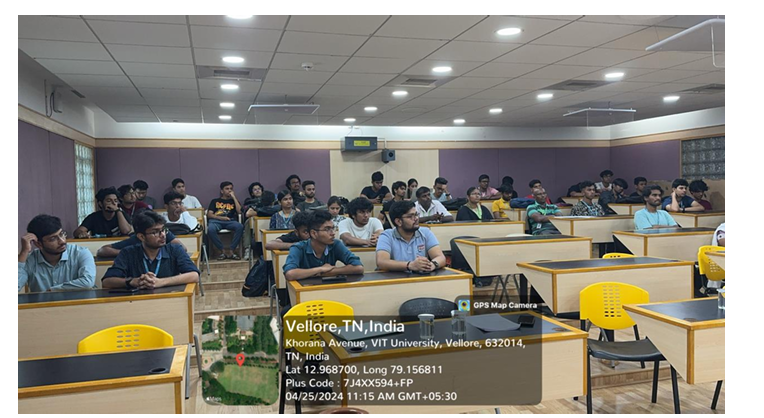 GPS Map Camera
Vellore,TN,India
Khorana Avenue, VIT University, Vellore, 632014,
TN, India
Lat 12.968700, Long 79.156811
Plus Code : 7J4XX594+FP
04/25/2024 11:15 AM GMT+05:30